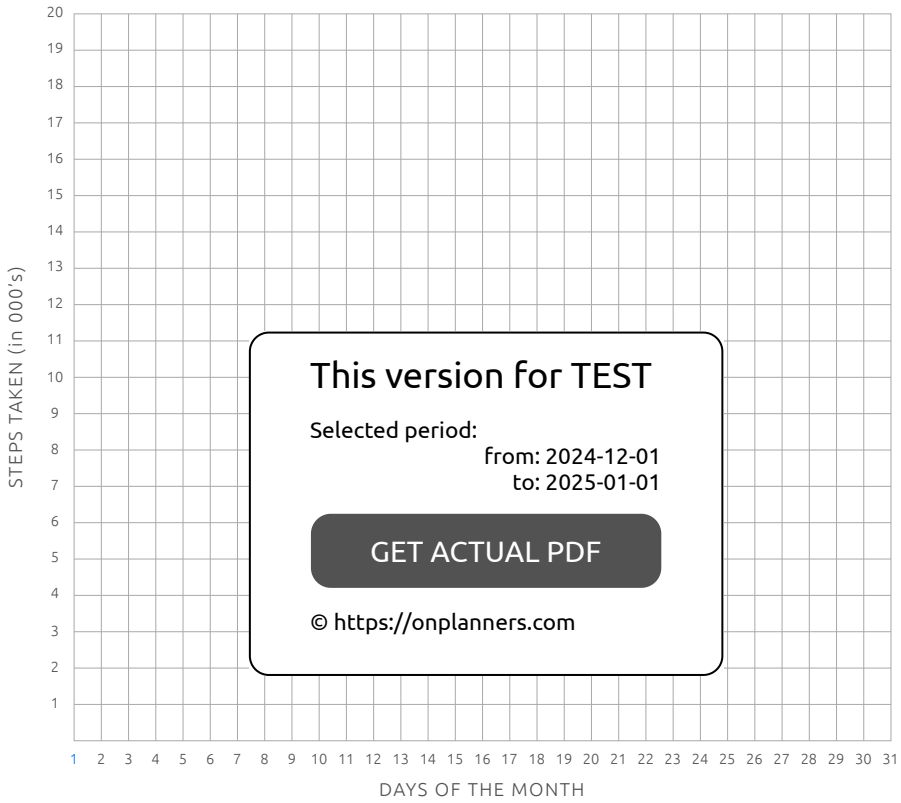 20
19
18
17
16
15
14
13
12
11
10
9
8
7
6
5
4
3
2
1
STEPS TAKEN (in 000's)
This version for TEST
Selected period:
from: 2024-12-01
to: 2025-01-01
GET ACTUAL PDF
© https://onplanners.com
1 2 3 4 5 6 7 8 9 10 11 12 13 14 15 16 17 18 19 20 21 22 23 24 25 26 27 28 29 30 31
DAYS OF THE MONTH